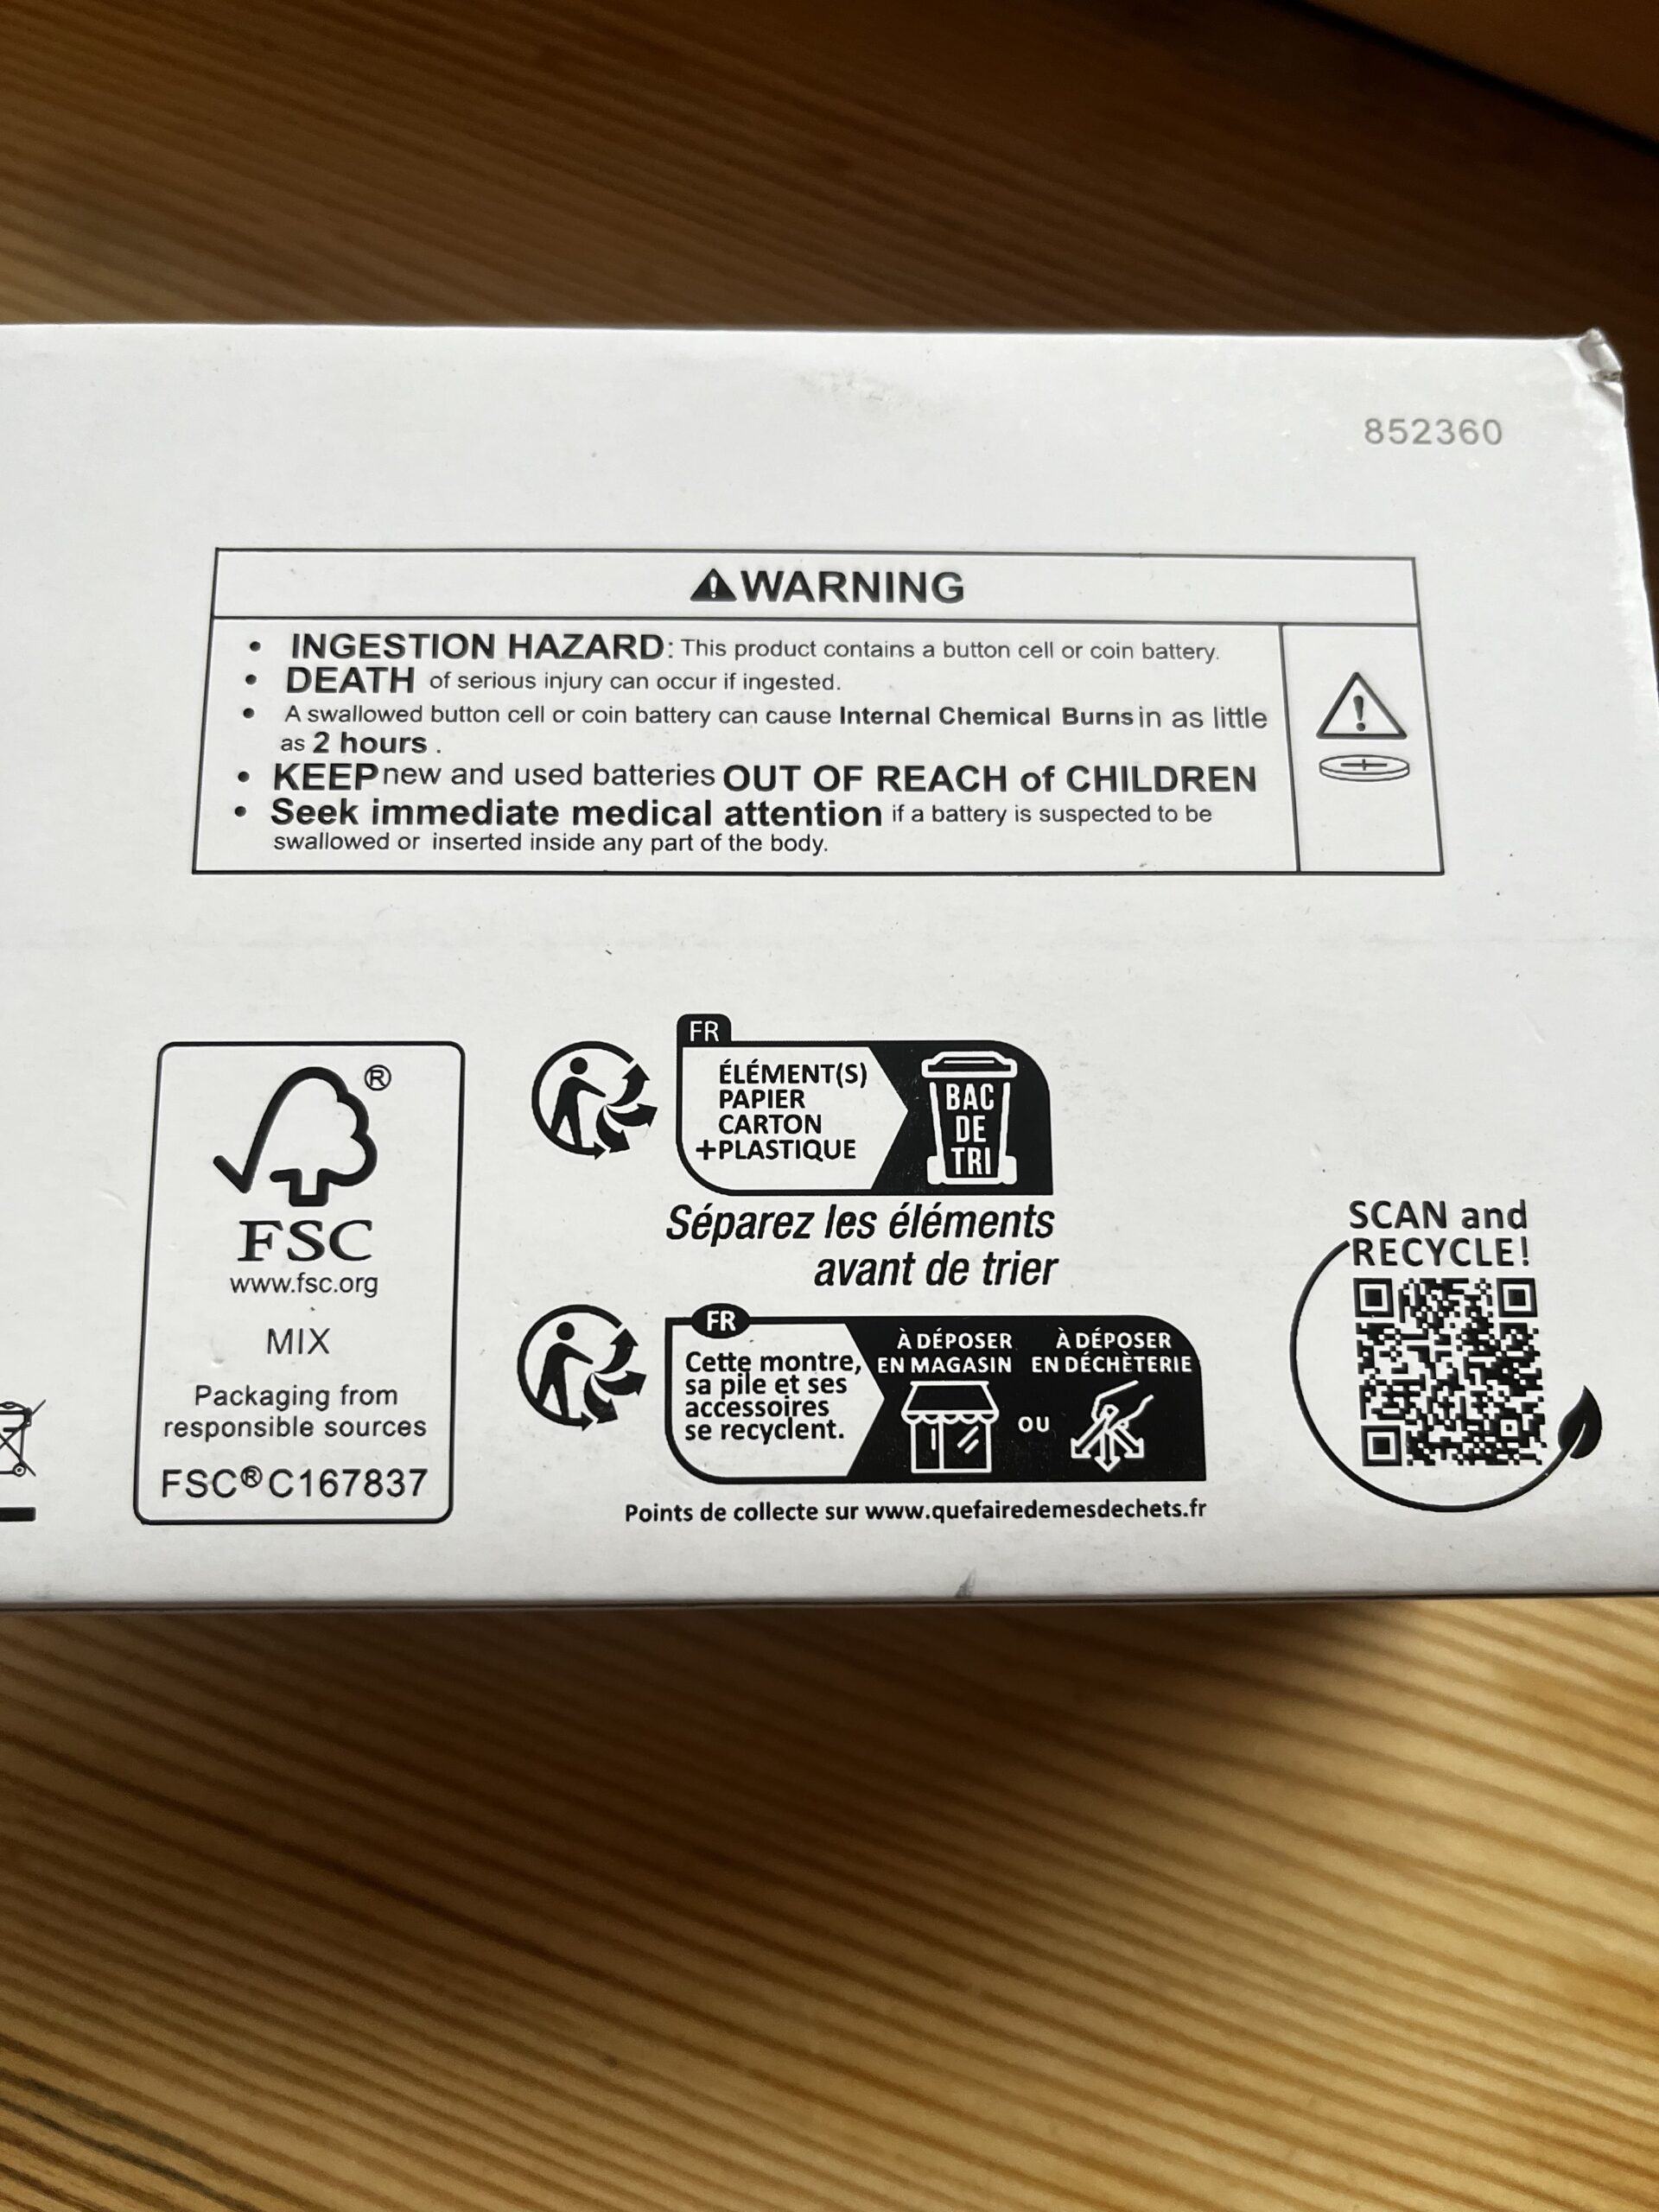 852360
WARNING
• INGESTION HAZARD: This product contains a button cell or coin battery.
• DEATH of serious injury can occur if ingested.
• A swallowed button cell or coin battery can cause Internal Chemical Burns in as little
as 2 hours .
• KEEP new and used batteries OUT OF REACH of CHILDREN
• Seek immediate medical attention if a battery is suspected to be
swallowed or inserted inside any part of the body.
®
FSC
www.fsc.org
MIX
Packaging from
responsible sources
FSC® C167837
FR
ÉLÉMENT(S)
PAPIER
CARTON
+PLASTIQUE
BAC
DE
TRI
Séparez les éléments
avant de trier
FR
Cette montre,
sa pile et ses
accessoires
se recyclent.
À DÉPOSER
EN MAGASIN
OU
À DÉPOSER
EN DÉCHÈTERIE
Points de collecte sur www.quefairedemesdechets.fr
SCAN and
RECYCLE!